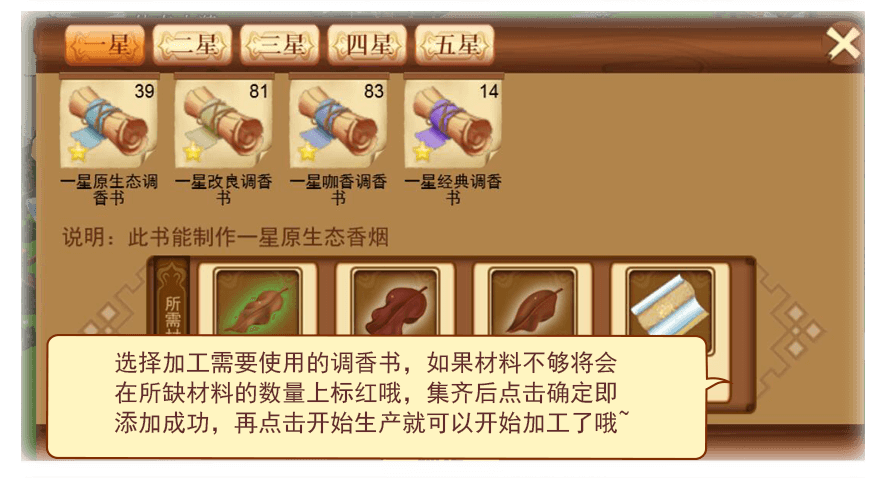 一星 二星 三星 四星 五星
39 81 83 14
一星原生态调 一星改良调香 一星咖香调香 一星经典调香
香书 书 书 书
说明：此书能制作一星原生态香烟
所需
选择加工需要使用的调香书，如果材料不够将会
在所缺材料的数量上标红哦，集齐后点击确定即
添加成功，再点击开始生产就可以开始加工了哦~